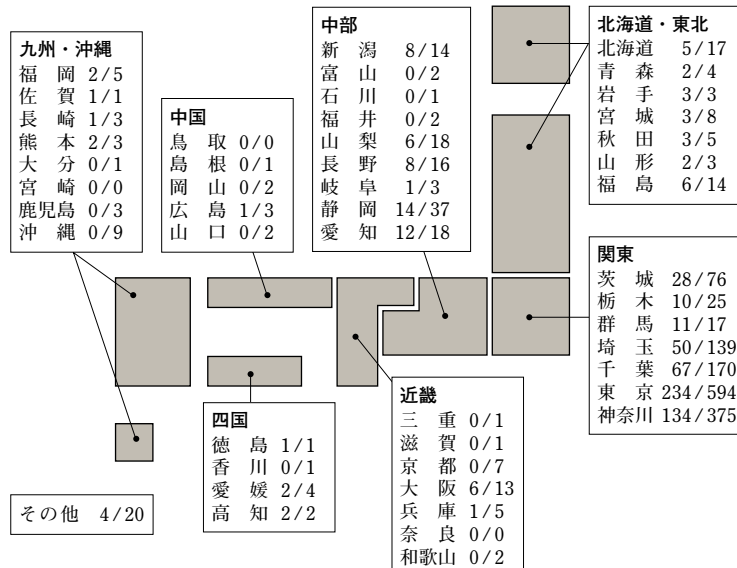 九州・沖縄
福岡 2/5
佐賀 1/1
長崎 1/3
熊本 2/3
大分 0/1
宮崎 0/0
鹿児島 0/3
沖縄 0/9
中国
鳥取 0/0
島根 0/1
岡山 0/2
広島 1/3
山口 0/2
中部
新潟 8/14
富山 0/2
石川 0/1
福井 0/2
山梨 6/18
長野 8/16
岐阜 1/3
静岡 14/37
愛知 12/18
北海道・東北
北海道 5/17
青森 2/4
岩手 3/3
宮城 3/8
秋田 3/5
山形 2/3
福島 6/14
関東
茨城 28/76
栃木 10/25
群馬 11/17
埼玉 50/139
千葉 67/170
東京 234/594
神奈川 134/375
近畿
三重 0/1
滋賀 0/1
京都 0/7
大阪 6/13
兵庫 1/5
奈良 0/0
和歌山 0/2
四国
徳島 1/1
香川 0/1
愛媛 2/4
高知 2/2
その他 4/20